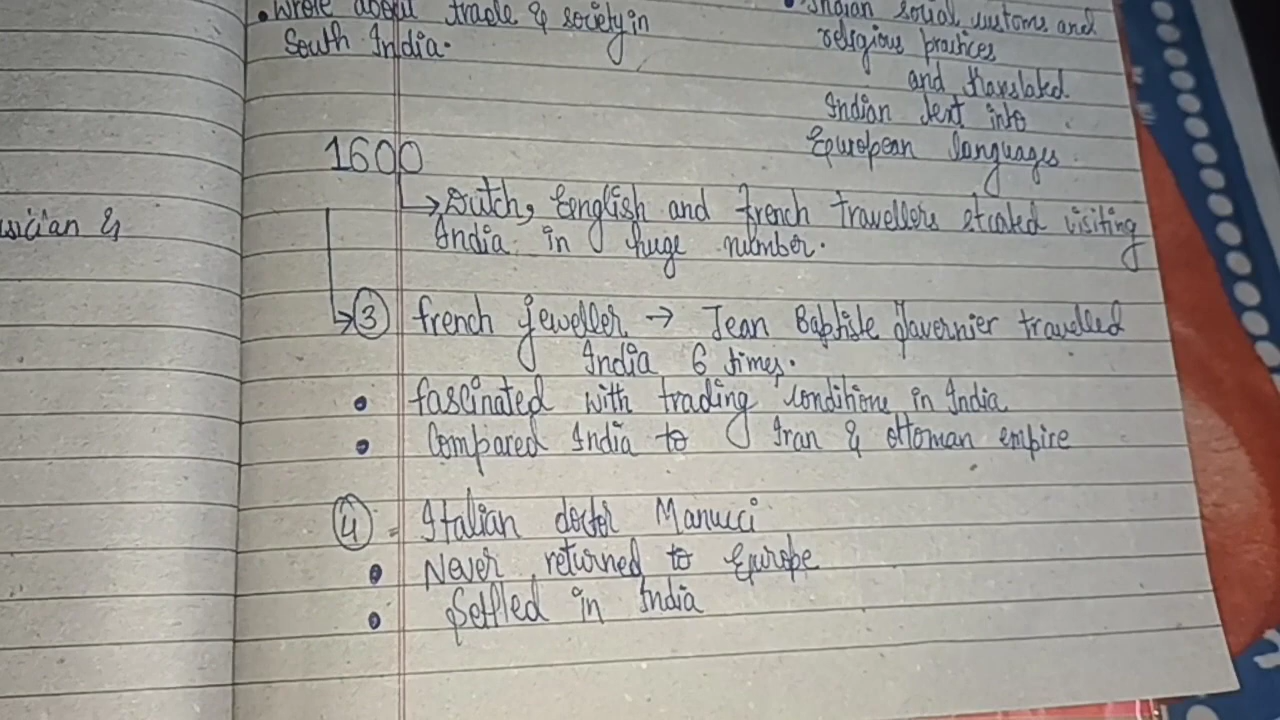 • Wrote about trade & society in
South India.
• Indian social customs and
religious practices
and translated
Indian text into
Epuropean languages.
1600
→ Dutch, English and french travellers started visiting
India in huge number.
→ ③ french jeweller → Jean Baptiste Tavernier travelled
India 6 times.
• fascinated with trading conditions in India
• Compared India to Iran & ottoman empire
④ = Italian doctor Manucci
• Never returned to Europe
• Settled in India
&